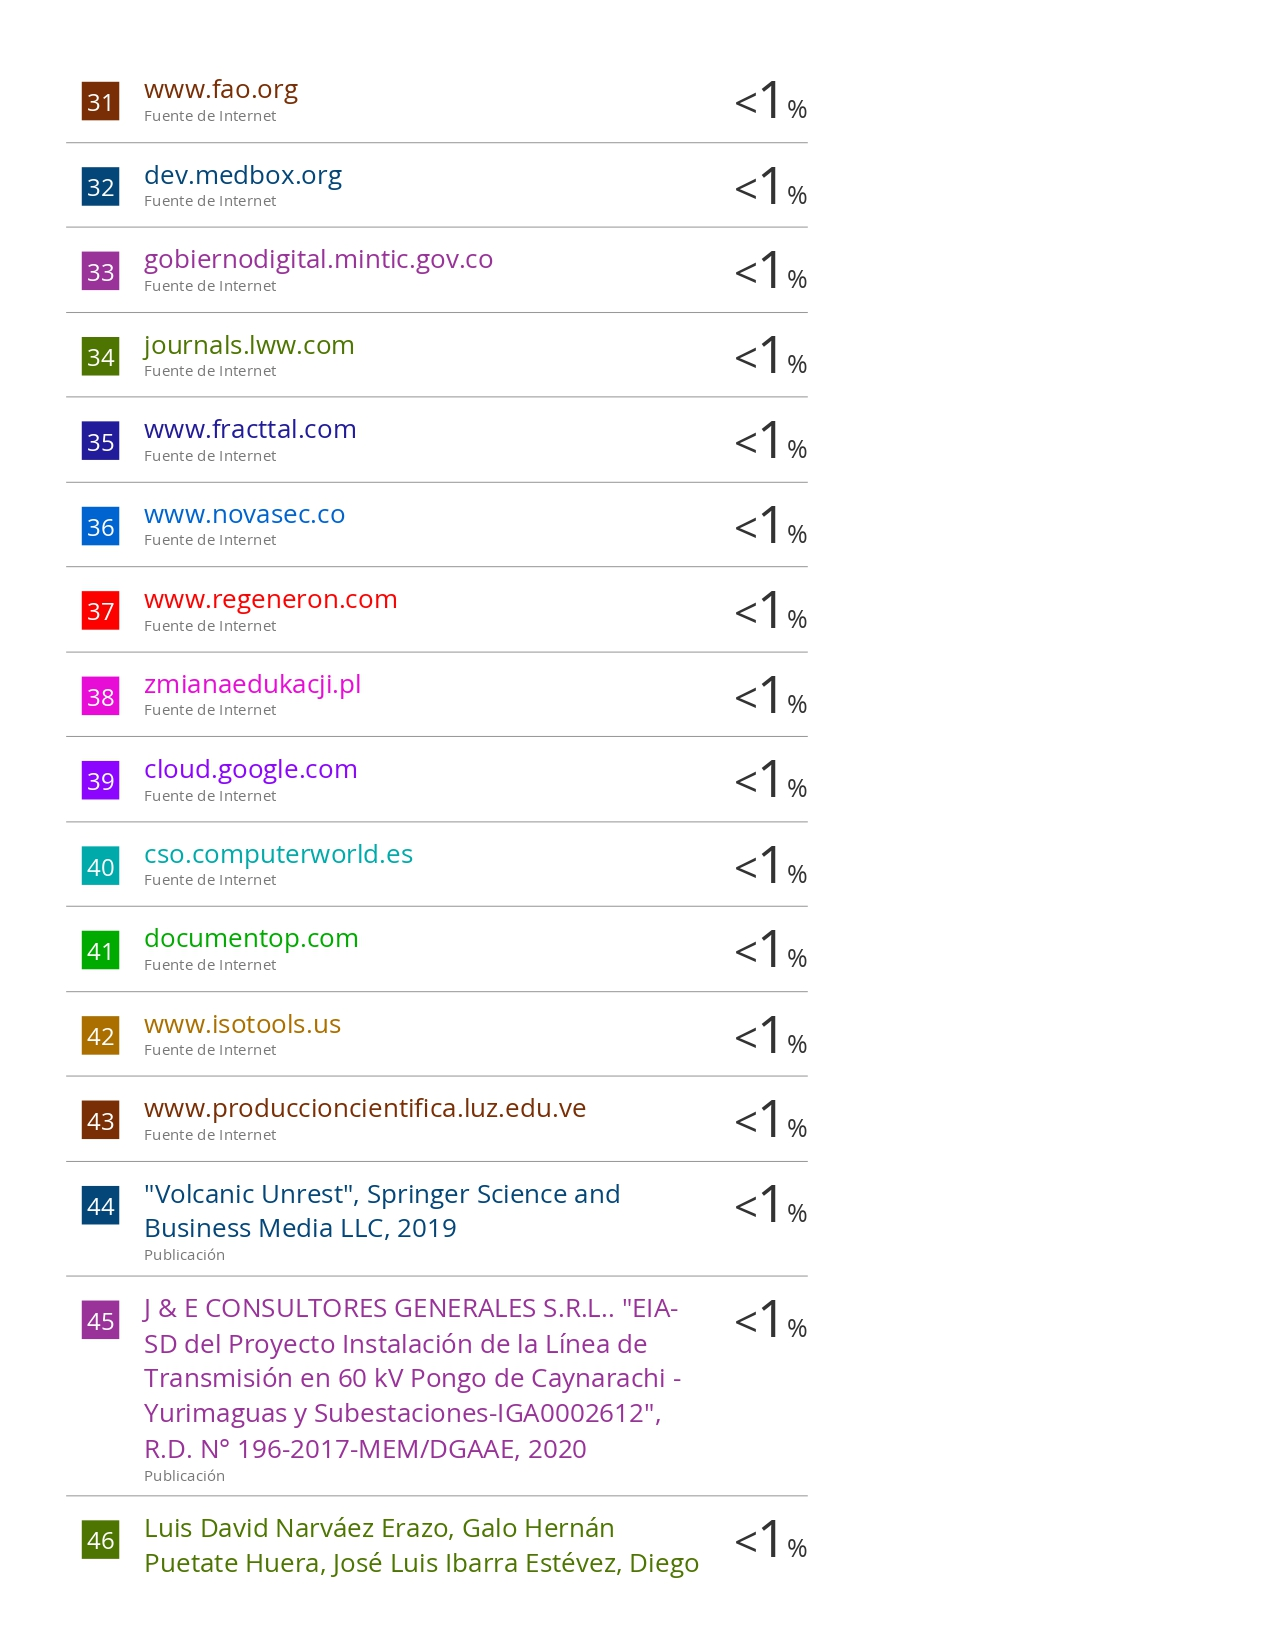 31 www.fao.org <1%
Fuente de Internet
32 dev.medbox.org <1%
Fuente de Internet
33 gobiernodigital.mintic.gov.co <1%
Fuente de Internet
34 journals.lww.com <1%
Fuente de Internet
35 www.fracttal.com <1%
Fuente de Internet
36 www.novasec.co <1%
Fuente de Internet
37 www.regeneron.com <1%
Fuente de Internet
38 zmianaedukacji.pl <1%
Fuente de Internet
39 cloud.google.com <1%
Fuente de Internet
40 cso.computerworld.es <1%
Fuente de Internet
41 documentop.com <1%
Fuente de Internet
42 www.isotools.us <1%
Fuente de Internet
43 www.produccioncientifica.luz.edu.ve <1%
Fuente de Internet
44 "Volcanic Unrest", Springer Science and <1%
Business Media LLC, 2019
Publicación
45 J & E CONSULTORES GENERALES S.R.L.. "EIA- <1%
SD del Proyecto Instalación de la Línea de
Transmisión en 60 kV Pongo de Caynarachi -
Yurimaguas y Subestaciones-IGA0002612",
R.D. N° 196-2017-MEM/DGAAE, 2020
Publicación
46 Luis David Narváez Erazo, Galo Hernán <1%
Puetate Huera, José Luis Ibarra Estévez, Diego